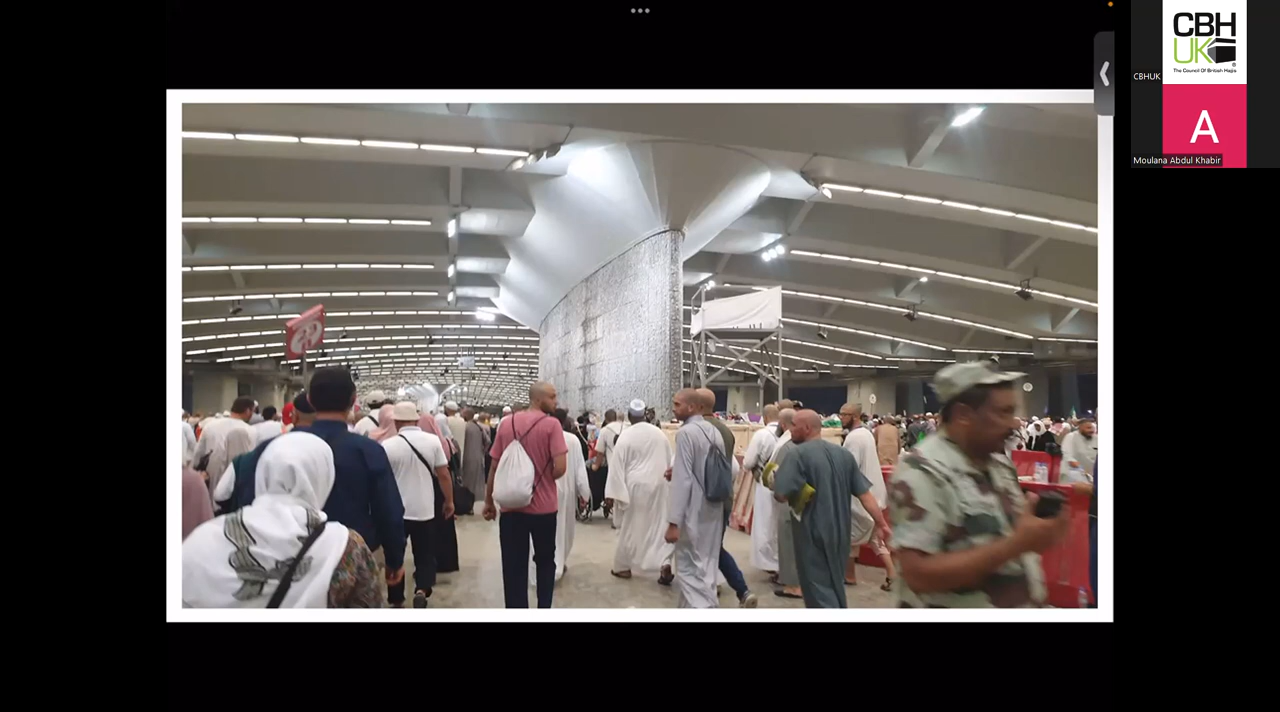 CBH
UK
The Council Of British Hajjis
CBHUK
A
Moulana Abdul Khabir